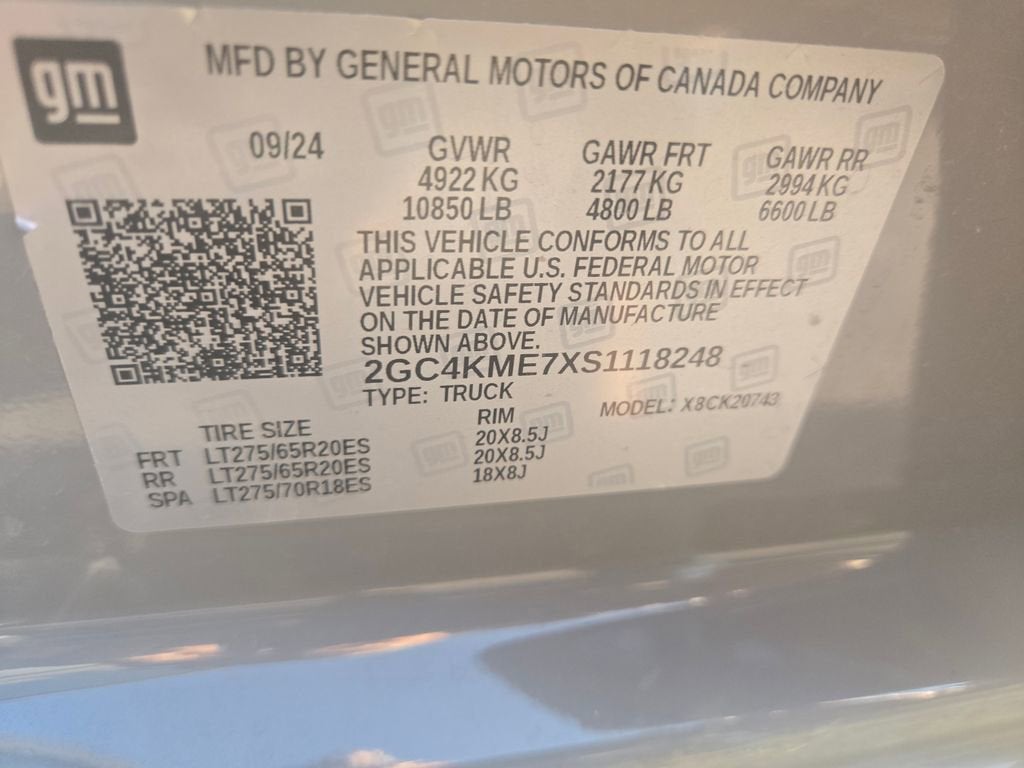 gm
MFD BY GENERAL MOTORS OF CANADA COMPANY
09/24 GVWR GAWR FRT GAWR RR
4922 KG 2177 KG 2994 KG
10850 LB 4800 LB 6600 LB
THIS VEHICLE CONFORMS TO ALL
APPLICABLE U.S. FEDERAL MOTOR
VEHICLE SAFETY STANDARDS IN EFFECT
ON THE DATE OF MANUFACTURE
SHOWN ABOVE.
2GC4KME7XS1118248
TYPE: TRUCK MODEL: X8CK20743
TIRE SIZE RIM
FRT LT275/65R20ES 20X8.5J
RR LT275/65R20ES 20X8.5J
SPA LT275/70R18ES 18X8J